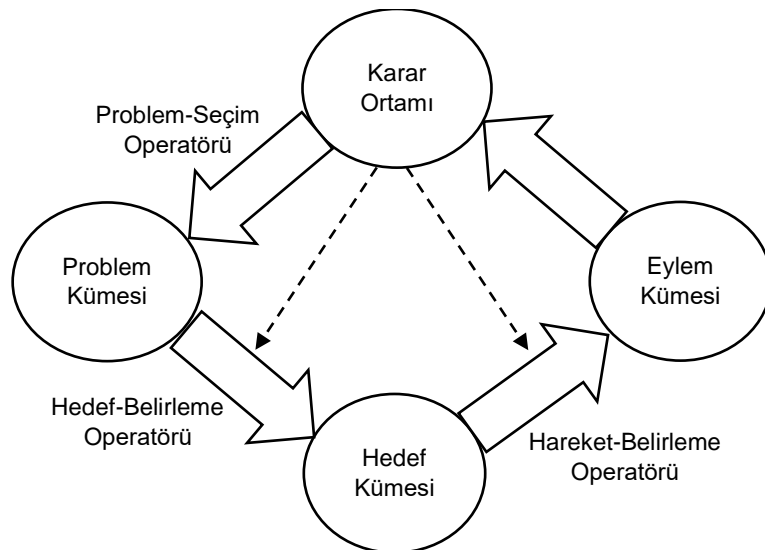 Karar
Ortamı
Problem-Seçim
Operatörü
Problem
Kümesi
Eylem
Kümesi
Hedef-Belirleme
Operatörü
Hedef
Kümesi
Hareket-Belirleme
Operatörü